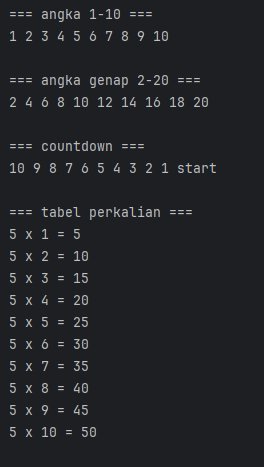 === angka 1-10 ===
1 2 3 4 5 6 7 8 9 10
=== angka genap 2-20 ===
2 4 6 8 10 12 14 16 18 20
=== countdown ===
10 9 8 7 6 5 4 3 2 1 start
=== tabel perkalian ===
5 x 1 = 5
5 x 2 = 10
5 x 3 = 15
5 x 4 = 20
5 x 5 = 25
5 x 6 = 30
5 x 7 = 35
5 x 8 = 40
5 x 9 = 45
5 x 10 = 50